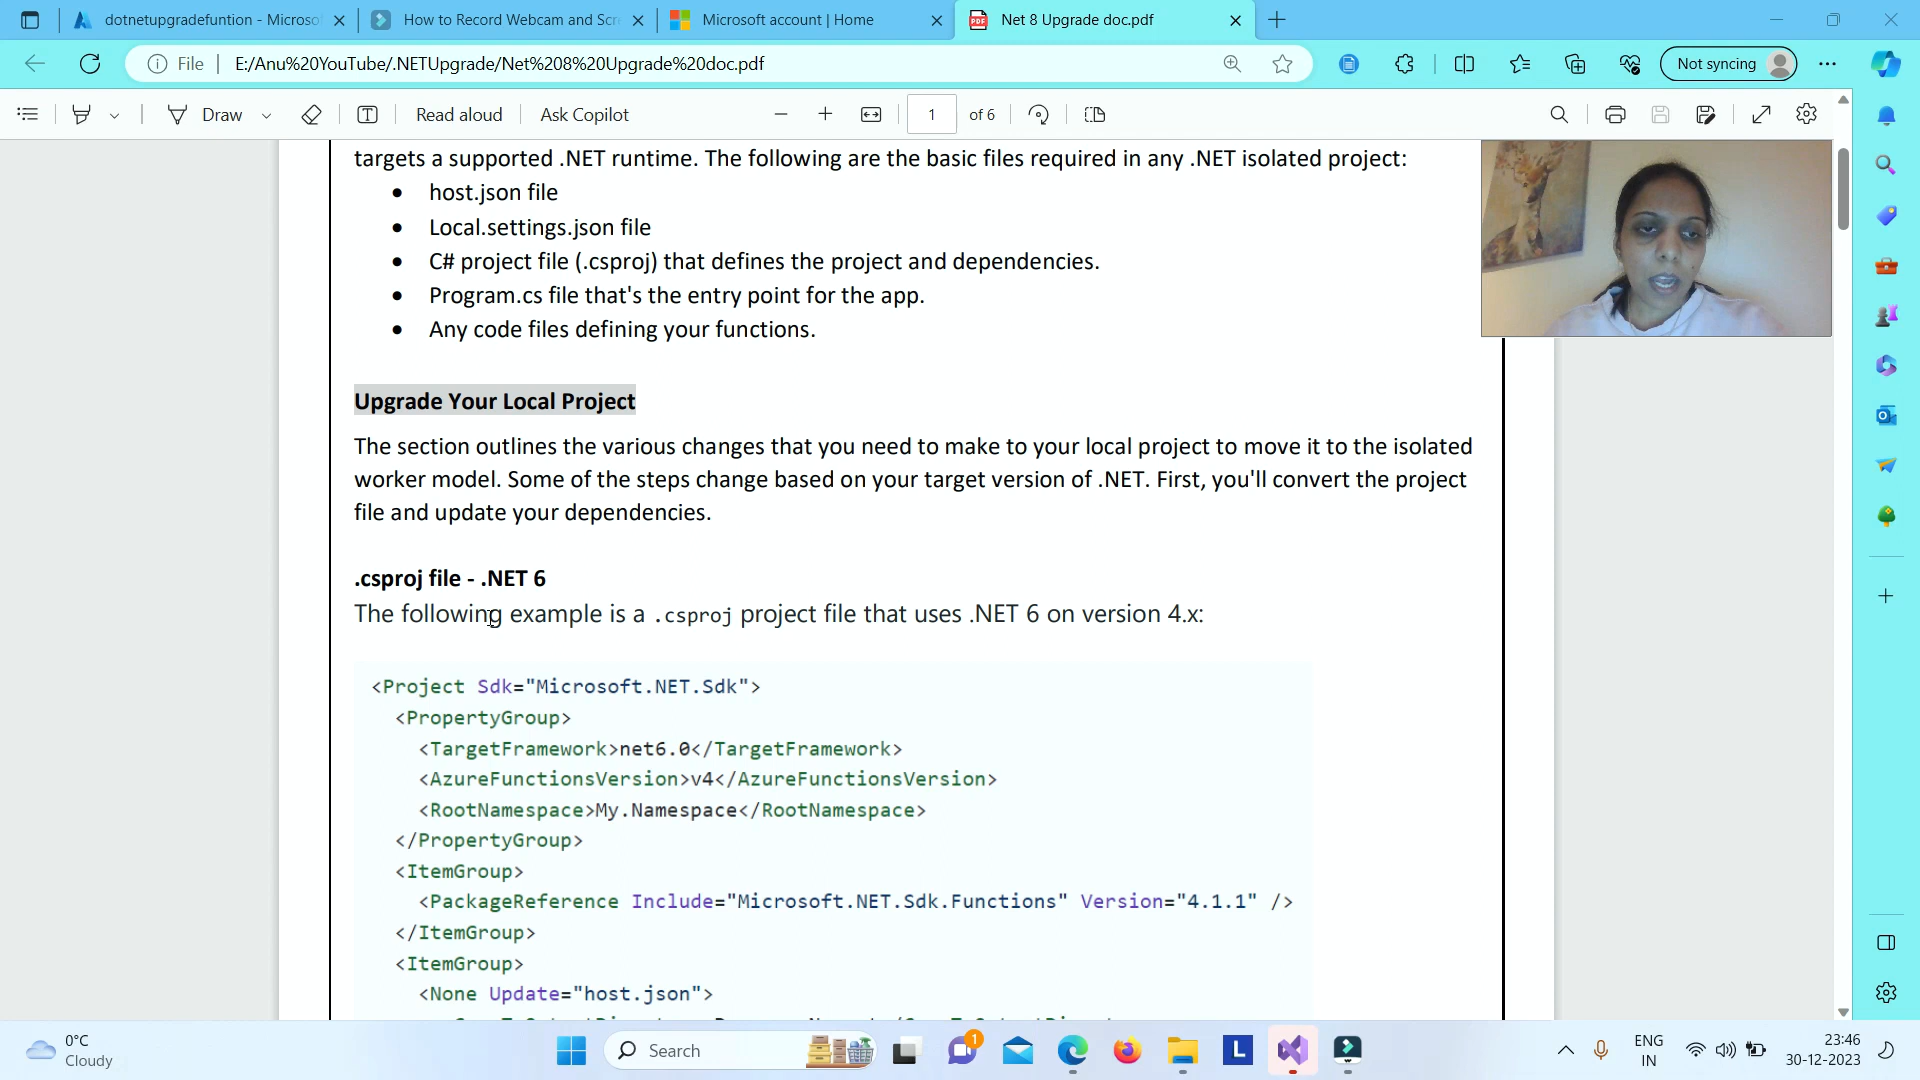 dotnetupgradefuntion - Microso
How to Record Webcam and Scre
Microsoft account | Home
Net 8 Upgrade doc.pdf
File
E:/Anu%20YouTube/.NETUpgrade/Net%208%20Upgrade%20doc.pdf
Not syncing
Draw
Read aloud
Ask Copilot
1
of 6
targets a supported .NET runtime. The following are the basic files required in any .NET isolated project:
• host.json file
• Local.settings.json file
• C# project file (.csproj) that defines the project and dependencies.
• Program.cs file that's the entry point for the app.
• Any code files defining your functions.
Upgrade Your Local Project
The section outlines the various changes that you need to make to your local project to move it to the isolated
worker model. Some of the steps change based on your target version of .NET. First, you'll convert the project
file and update your dependencies.
.csproj file - .NET 6
The following example is a .csproj project file that uses .NET 6 on version 4.x:
<Project Sdk="Microsoft.NET.Sdk">
<PropertyGroup>
<TargetFramework>net6.0</TargetFramework>
<AzureFunctionsVersion>v4</AzureFunctionsVersion>
<RootNamespace>My.Namespace</RootNamespace>
</PropertyGroup>
<ItemGroup>
<PackageReference Include="Microsoft.NET.Sdk.Functions" Version="4.1.1" />
</ItemGroup>
<ItemGroup>
<None Update="host.json">
0°C
Cloudy
Search
1
L
ENG
IN
23:46
30-12-2023